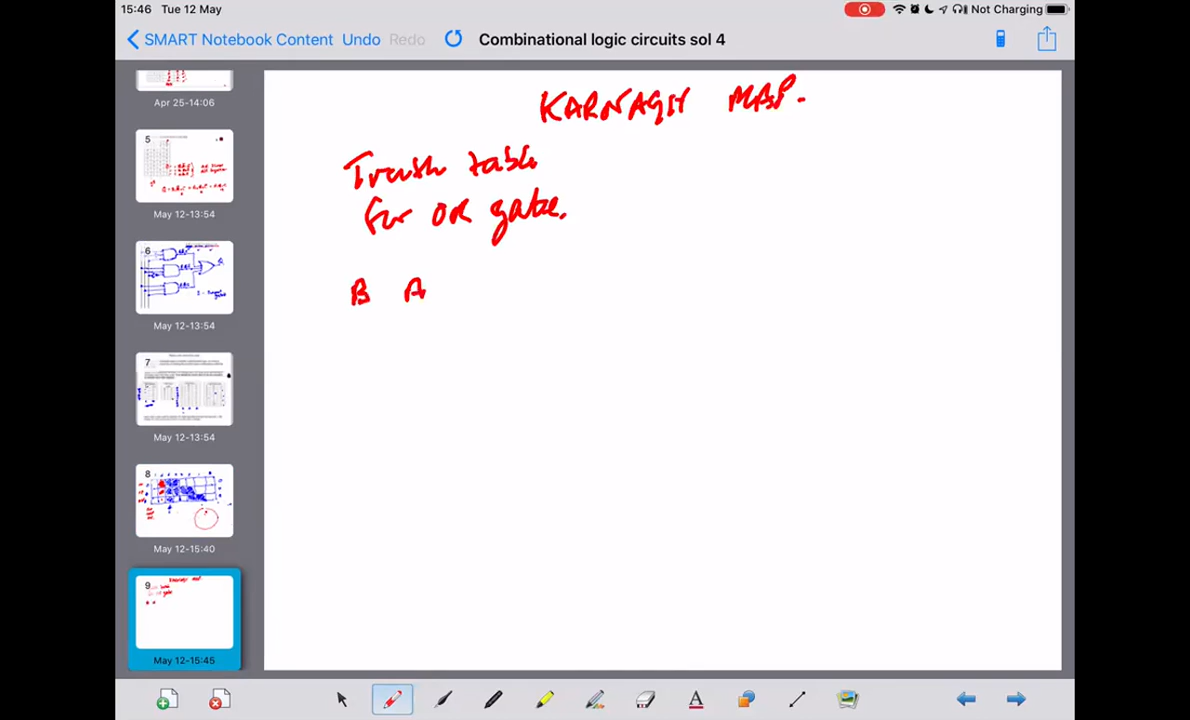 15:46 Tue 12 May
Not Charging
SMART Notebook Content Undo Redo
Combinational logic circuits sol 4
Apr 25-14:06
5
May 12-13:54
6
May 12-13:54
7
May 12-13:54
8
May 12-15:40
9
May 12-15:45
KARNAGH MAP.
Truth table
for OR gate.
B A
A